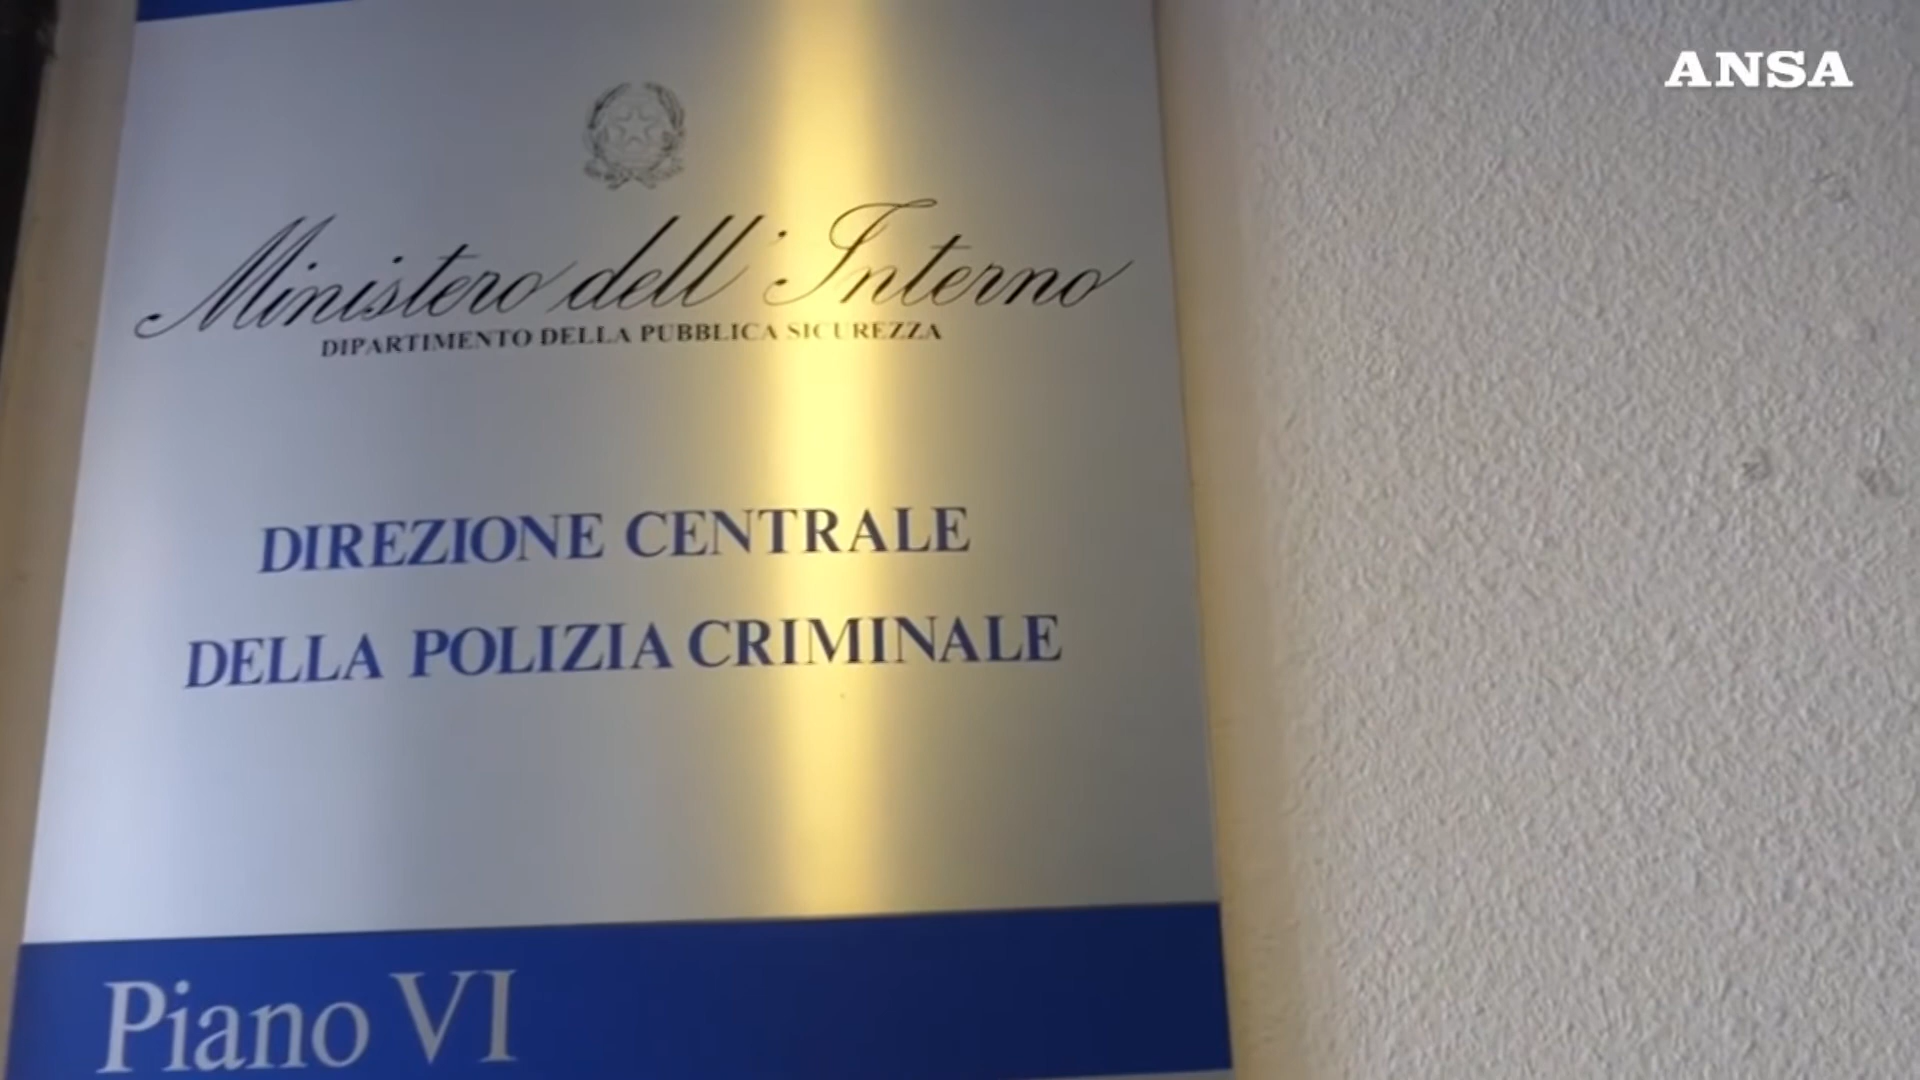 ANSA
Ministero dell'Interno
DIPARTIMENTO DELLA PUBBLICA SICUREZZA
DIREZIONE CENTRALE
DELLA POLIZIA CRIMINALE
Piano VI